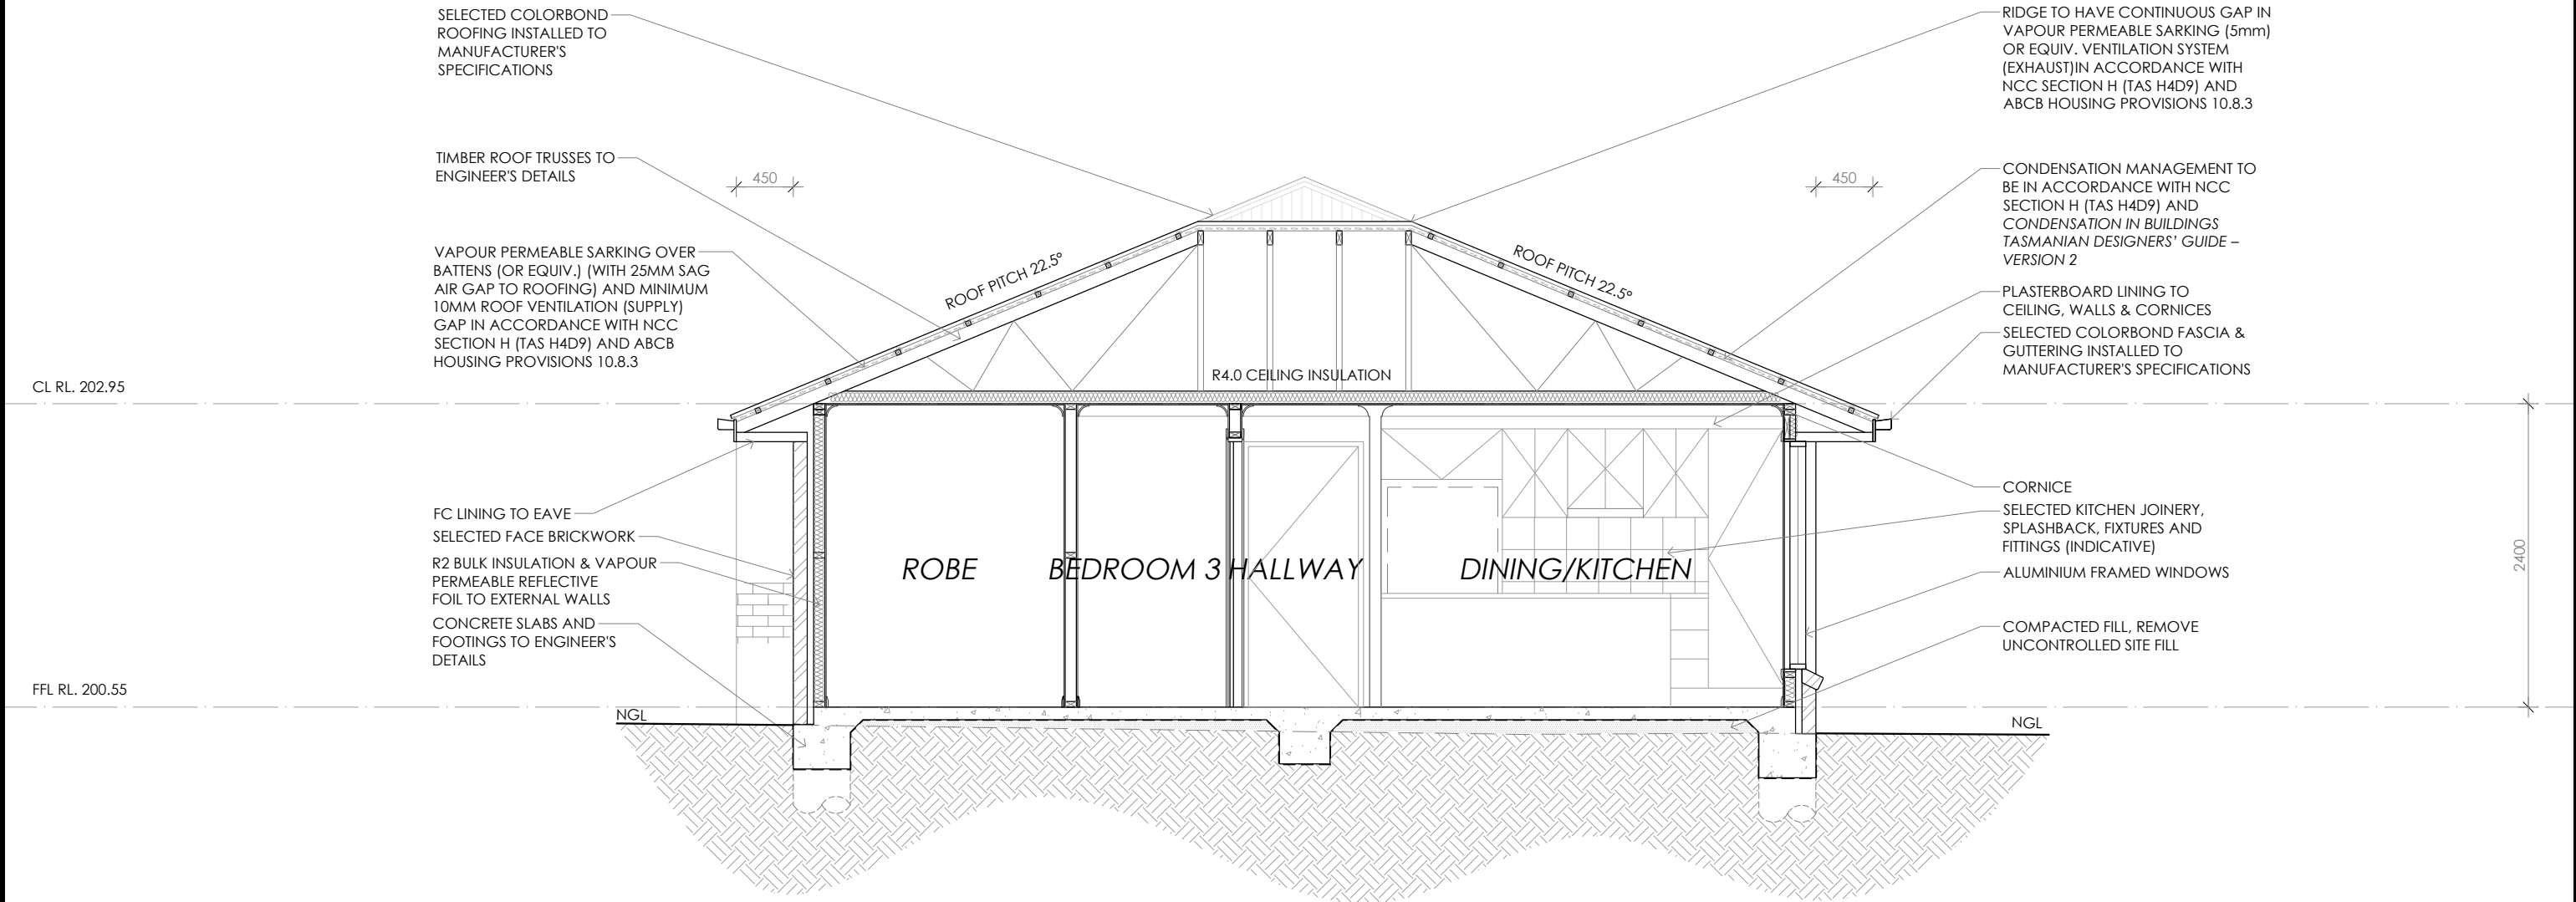 SELECTED COLORBOND
ROOFING INSTALLED TO
MANUFACTURER'S
SPECIFICATIONS
RIDGE TO HAVE CONTINUOUS GAP IN
VAPOUR PERMEABLE SARKING (5mm)
OR EQUIV. VENTILATION SYSTEM
(EXHAUST)IN ACCORDANCE WITH
NCC SECTION H (TAS H4D9) AND
ABCB HOUSING PROVISIONS 10.8.3
TIMBER ROOF TRUSSES TO
ENGINEER'S DETAILS
450
450
CONDENSATION MANAGEMENT TO
BE IN ACCORDANCE WITH NCC
SECTION H (TAS H4D9) AND
CONDENSATION IN BUILDINGS
TASMANIAN DESIGNERS' GUIDE –
VERSION 2
VAPOUR PERMEABLE SARKING OVER
BATTENS (OR EQUIV.) (WITH 25MM SAG
AIR GAP TO ROOFING) AND MINIMUM
10MM ROOF VENTILATION (SUPPLY)
GAP IN ACCORDANCE WITH NCC
SECTION H (TAS H4D9) AND ABCB
HOUSING PROVISIONS 10.8.3
ROOF PITCH 22.5°
ROOF PITCH 22.5°
PLASTERBOARD LINING TO
CEILING, WALLS & CORNICES
SELECTED COLORBOND FASCIA &
GUTTERING INSTALLED TO
MANUFACTURER'S SPECIFICATIONS
R4.0 CEILING INSULATION
CL RL. 202.95
FC LINING TO EAVE
SELECTED FACE BRICKWORK
R2 BULK INSULATION & VAPOUR
PERMEABLE REFLECTIVE
FOIL TO EXTERNAL WALLS
CONCRETE SLABS AND
FOOTINGS TO ENGINEER'S
DETAILS
ROBE
BEDROOM 3
HALLWAY
DINING/KITCHEN
CORNICE
SELECTED KITCHEN JOINERY,
SPLASHBACK, FIXTURES AND
FITTINGS (INDICATIVE)
ALUMINIUM FRAMED WINDOWS
COMPACTED FILL, REMOVE
UNCONTROLLED SITE FILL
2400
FFL RL. 200.55
NGL
NGL